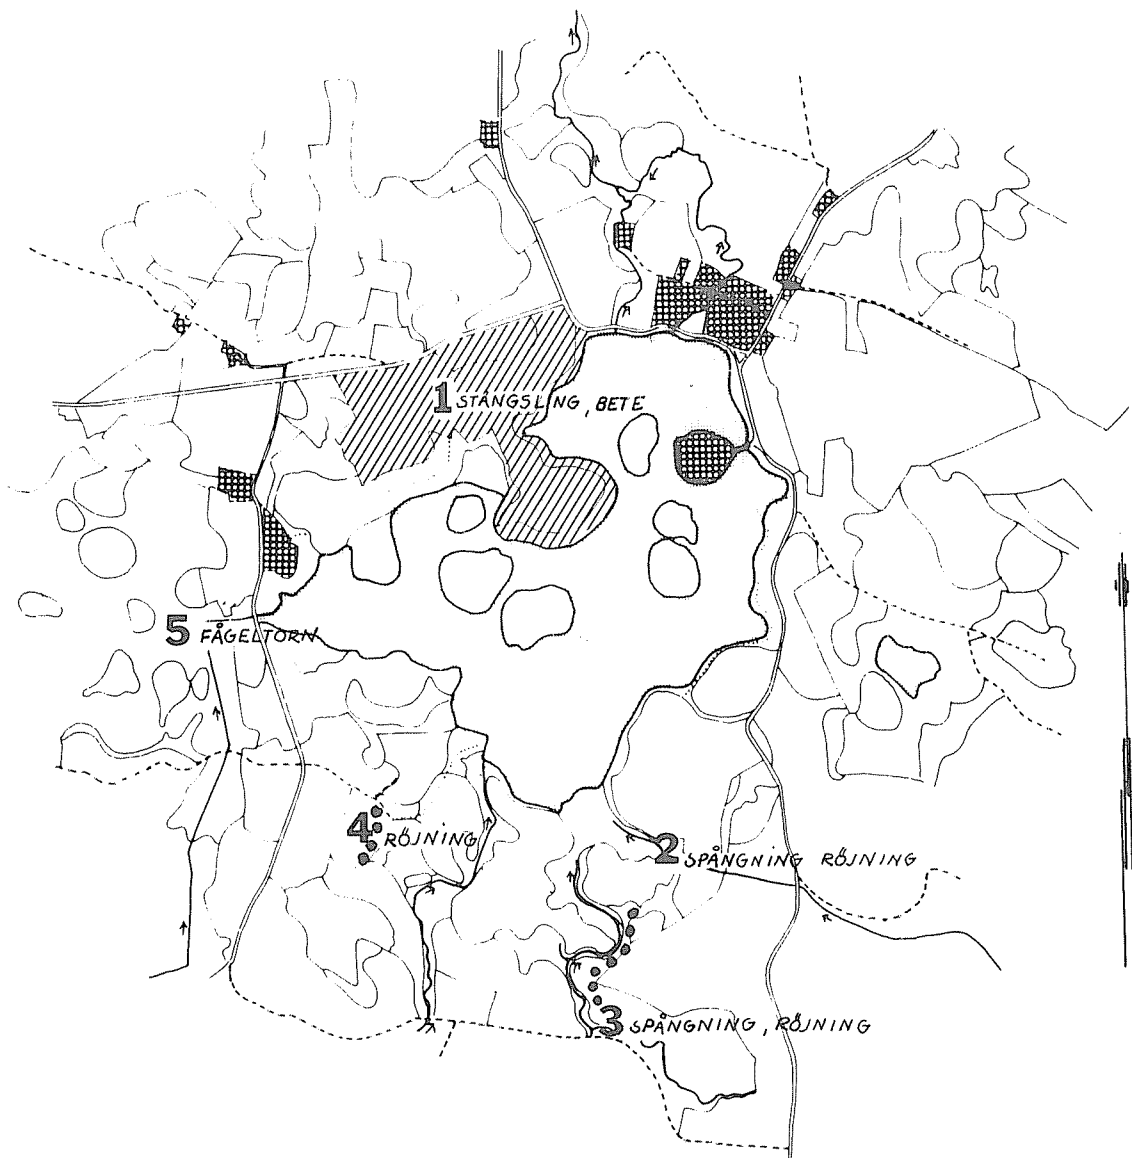 1 STÄNGSLING, BETE
5 FÅGELTORN
4 RÖJNING
2 SPÅNGNING RÖJNING
3 SPÅNGNING, RÖJNING